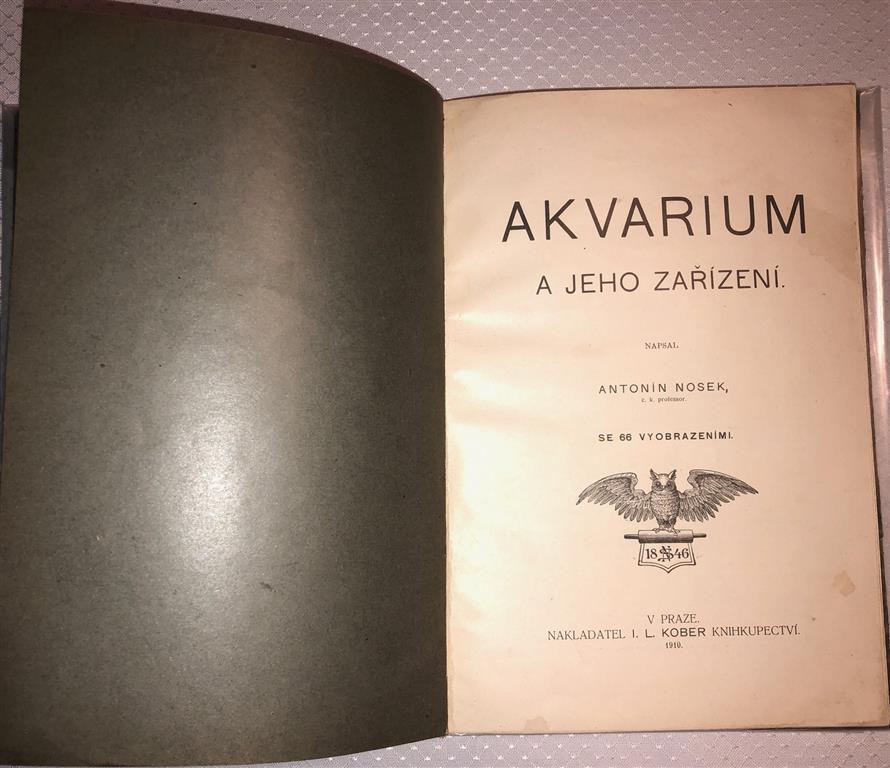 AKVARIUM
A JEHO ZAŘÍZENÍ.
NAPSAL
ANTONÍN NOSEK,
c. k. professor.
SE 66 VYOBRAZENÍMI.
18 46
V PRAZE.
NAKLADATEL I. L. KOBER KNIHKUPECTVÍ.
1910.